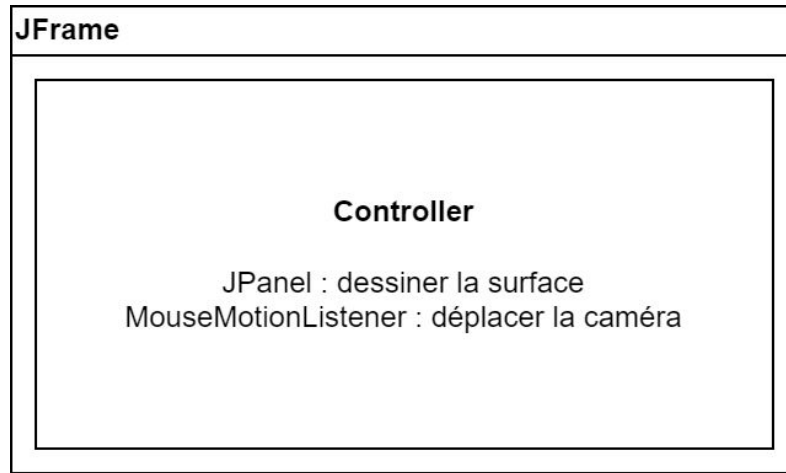 JFrame
Controller
JPanel : dessiner la surface
MouseMotionListener : déplacer la caméra